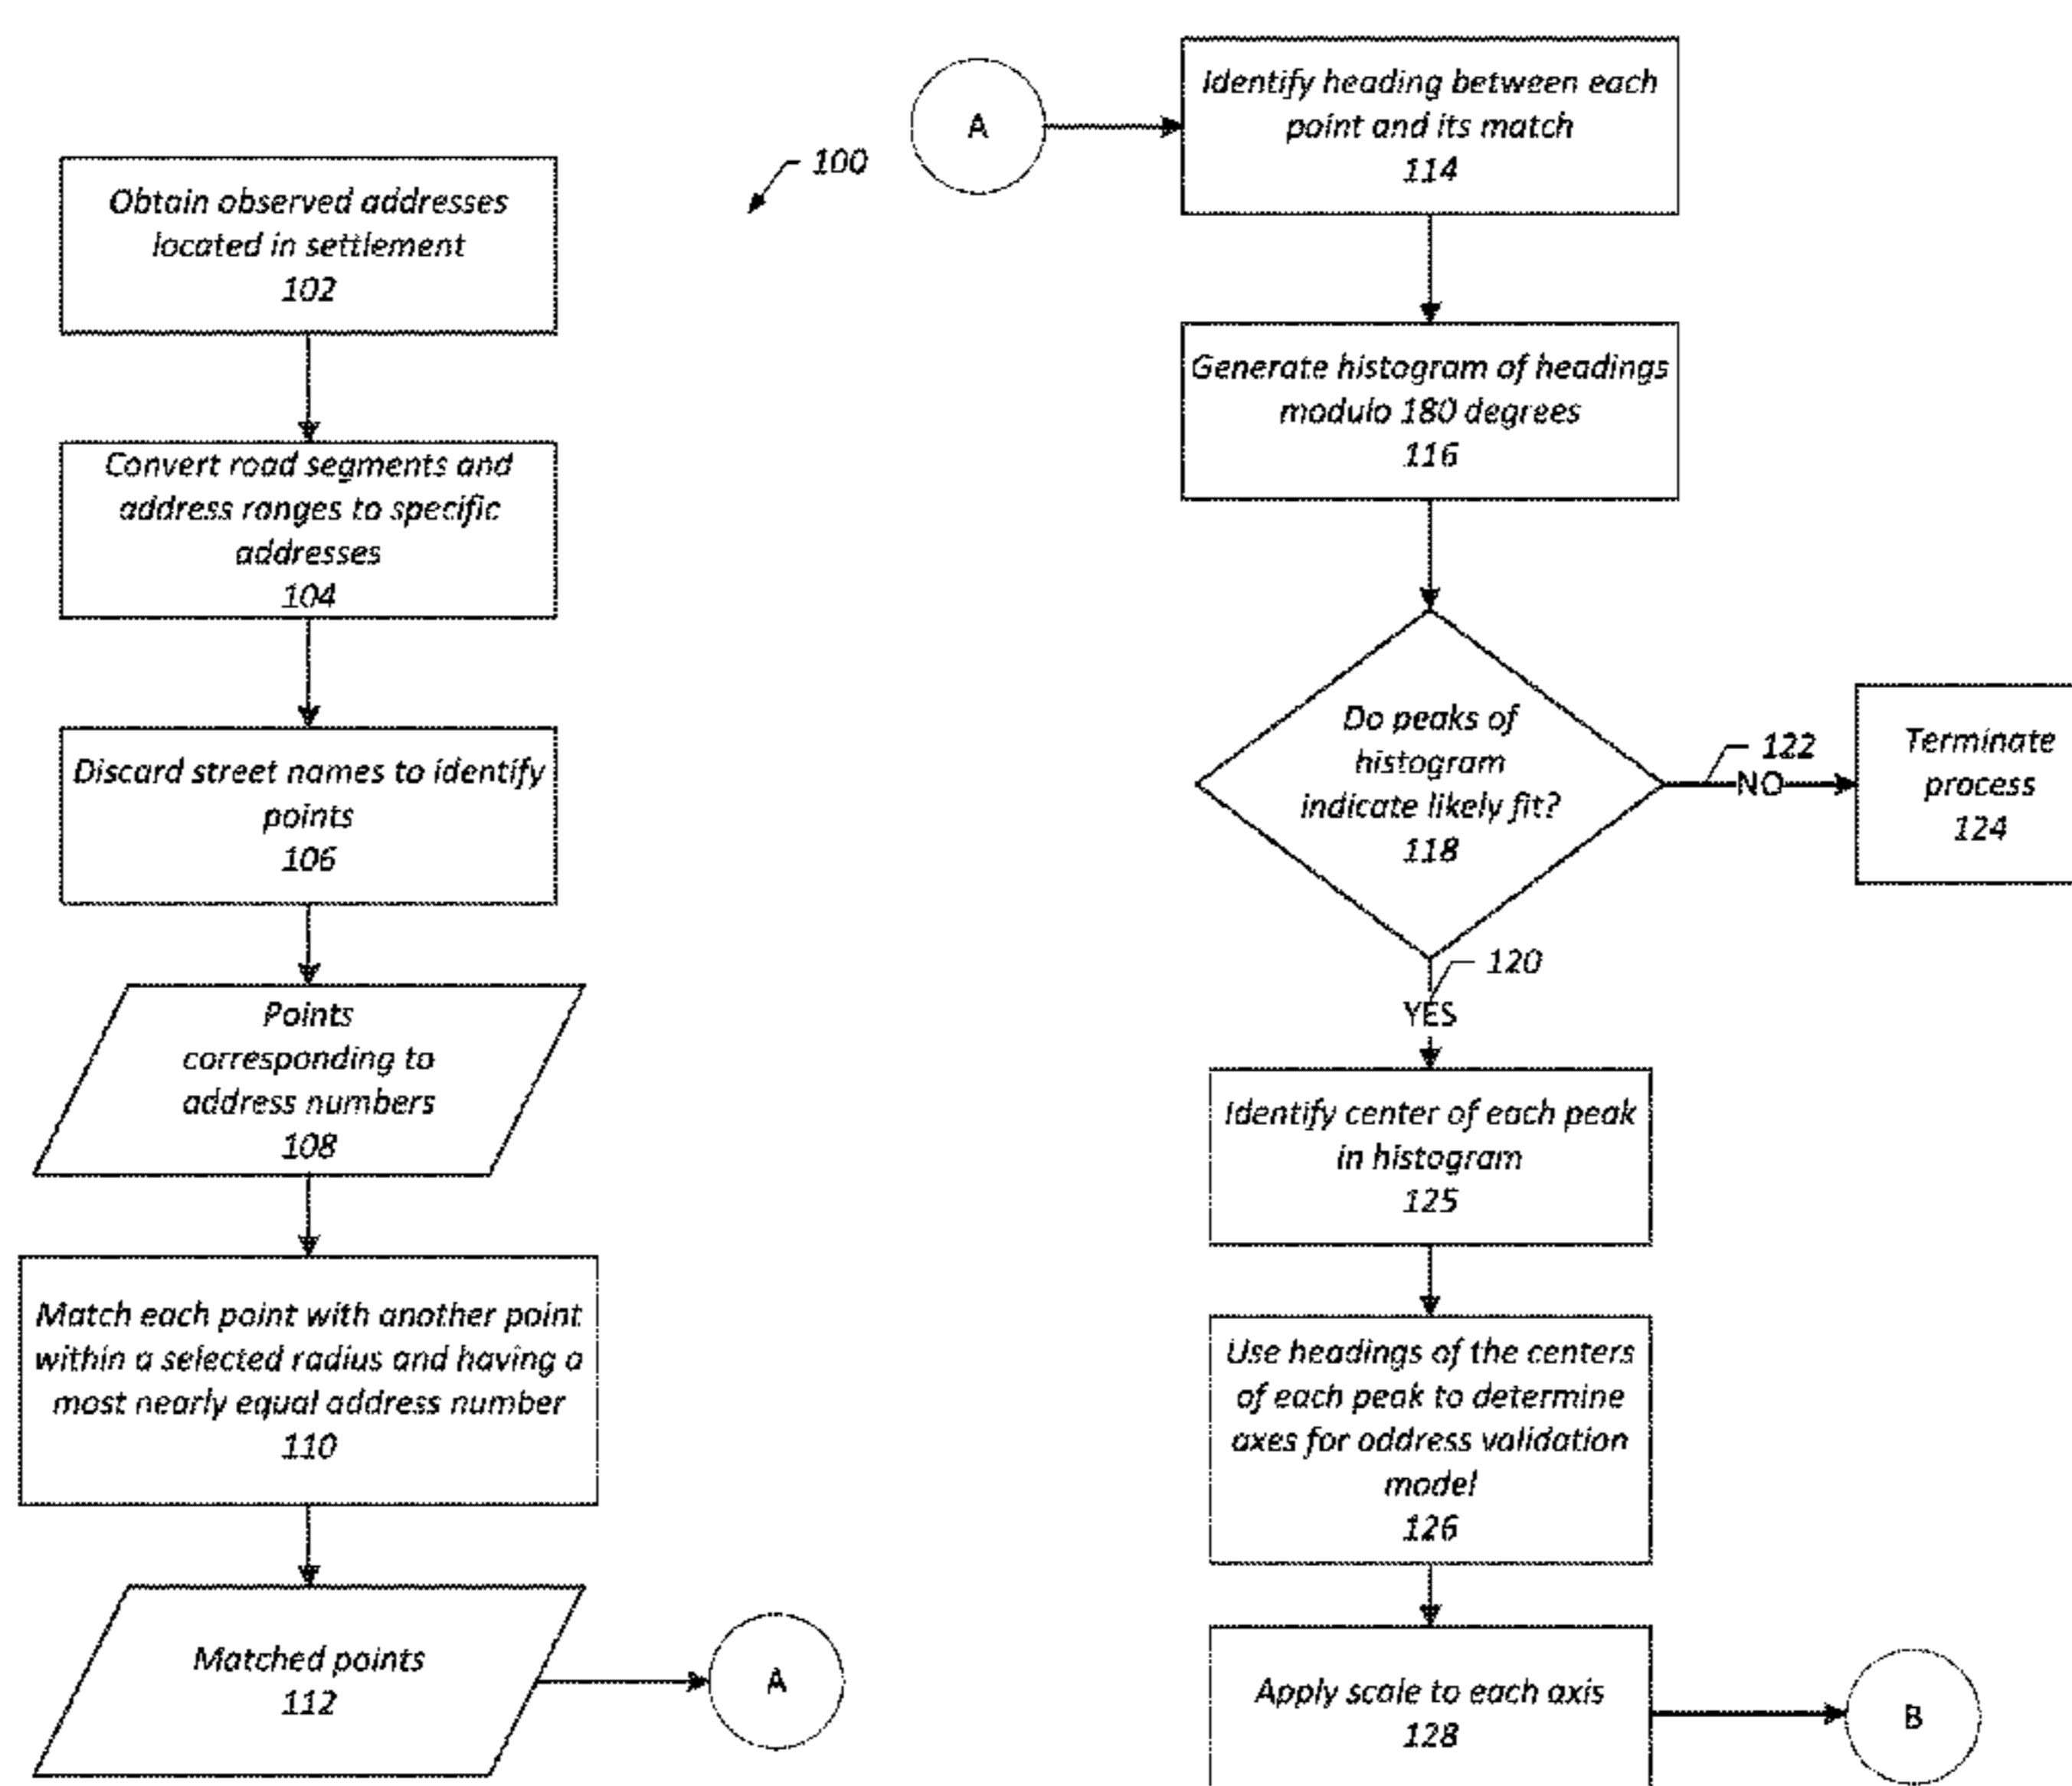 Obtain observed addresses
located in settlement
102
Convert road segments and
address ranges to specific
addresses
104
Discard street names to identify
points
106
Points
corresponding to
address numbers
108
Match each point with another point
within a selected radius and having a
most nearly equal address number
110
Matched points
112
A
100
A
Identify heading between each
point and its match
114
Generate histogram of headings
modulo 180 degrees
116
Do peaks of
histogram
indicate likely fit?
118
122
NO
Terminate
process
124
120
YES
Identify center of each peak
in histogram
125
Use headings of the centers
of each peak to determine
axes for address validation
model
126
Apply scale to each axis
128
B